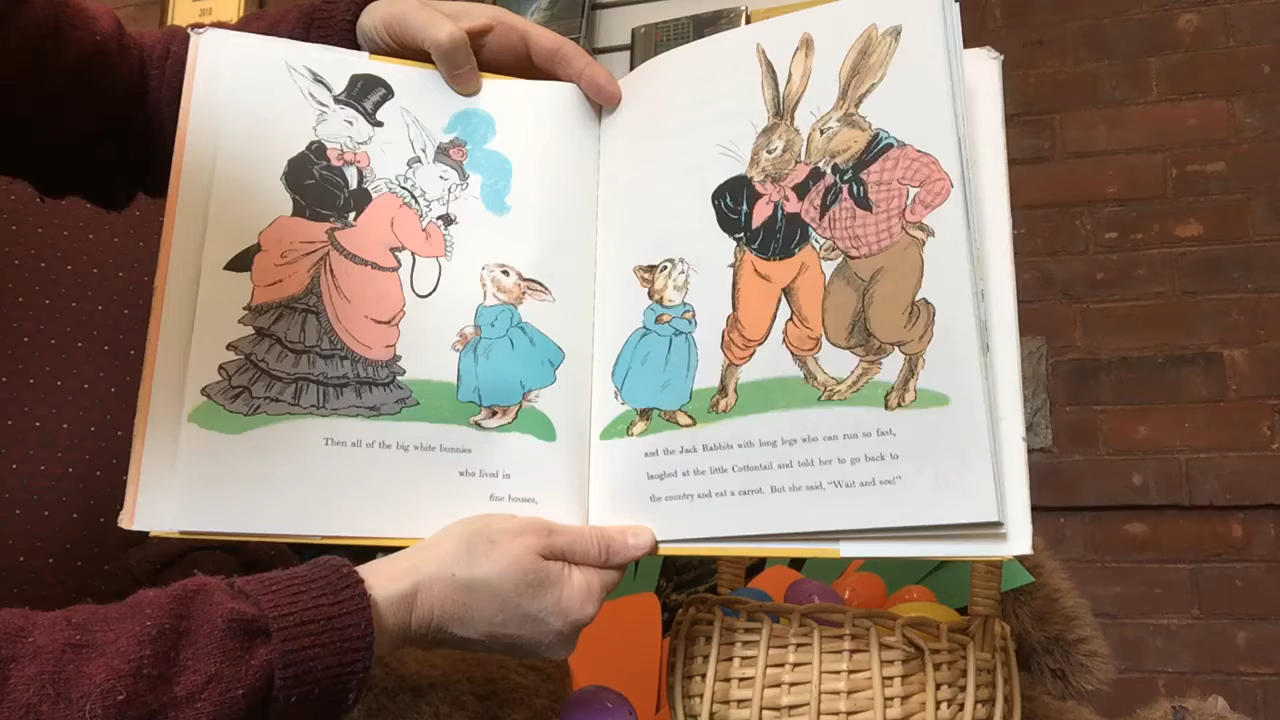 2018
Then all of the big white bunnies
who lived in
fine houses,
and the Jack Rabbits with long legs who can run so fast,
laughed at the little Cottontail and told her to go back to
the country and eat a carrot. But she said, “Wait and see!”